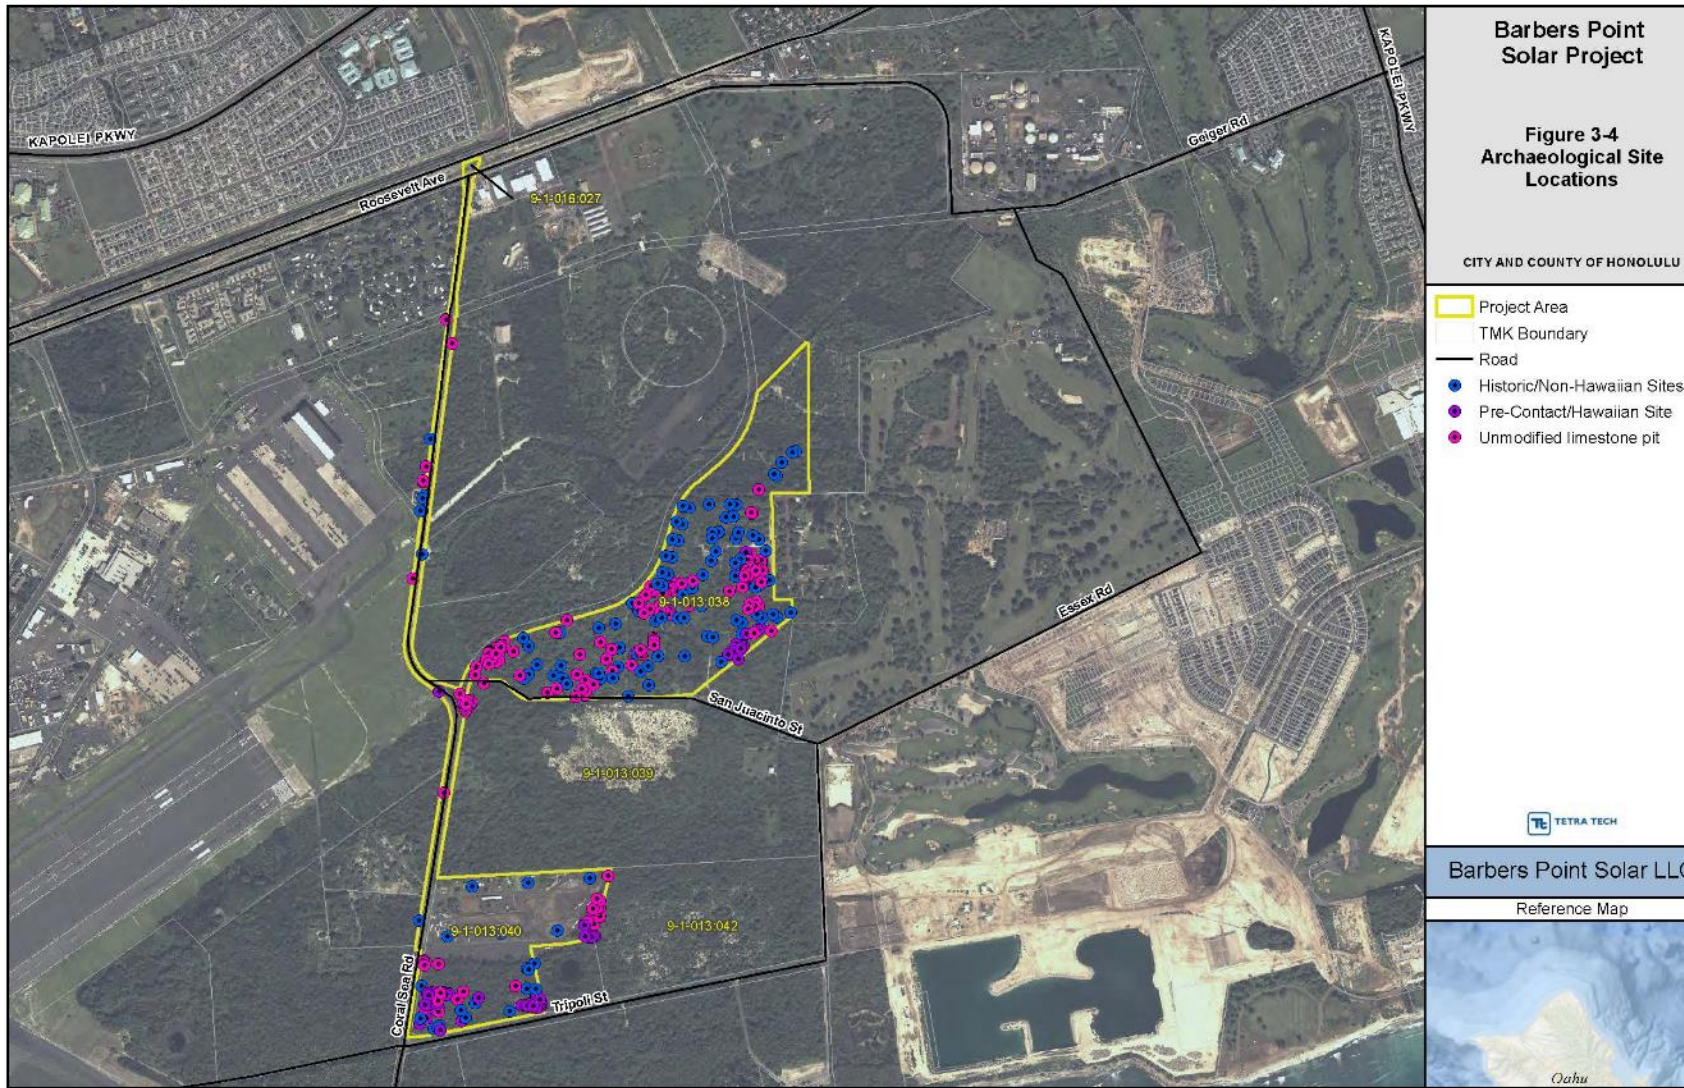 KAPOLEI PKWY
KAPOLEI PKWY
Roosevelt Ave
9-1-016:027
Geiger Rd
9-1-013:038
Essex Rd
San Juacinto St
9-1-013:039
9-1-013:040
9-1-013:042
Coral Sea Rd
Tripoli St
Barbers Point
Solar Project
Figure 3-4
Archaeological Site
Locations
CITY AND COUNTY OF HONOLULU
Project Area
TMK Boundary
Road
Historic/Non-Hawaiian Sites
Pre-Contact/Hawaiian Site
Unmodified limestone pit
Tt TETRA TECH
Barbers Point Solar LLC
Reference Map
Oahu